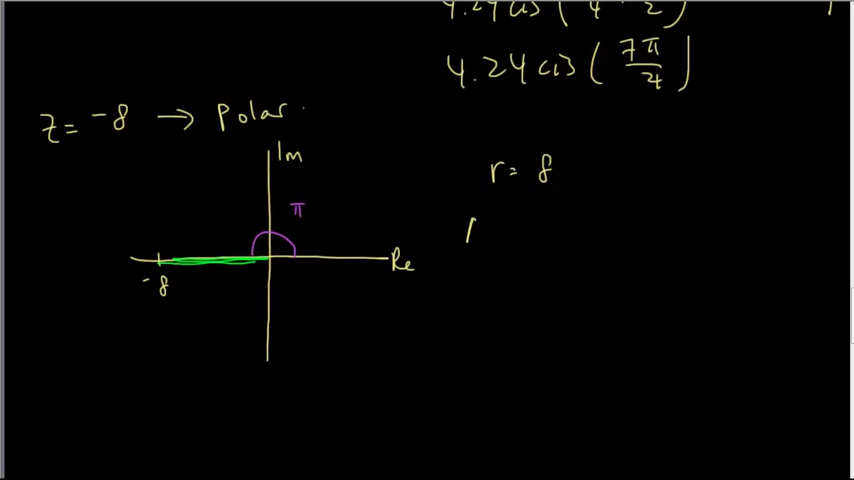 4.24 cis ( 7π/4 )
z = -8 → Polar.
Im
r = 8
π
Re
-8